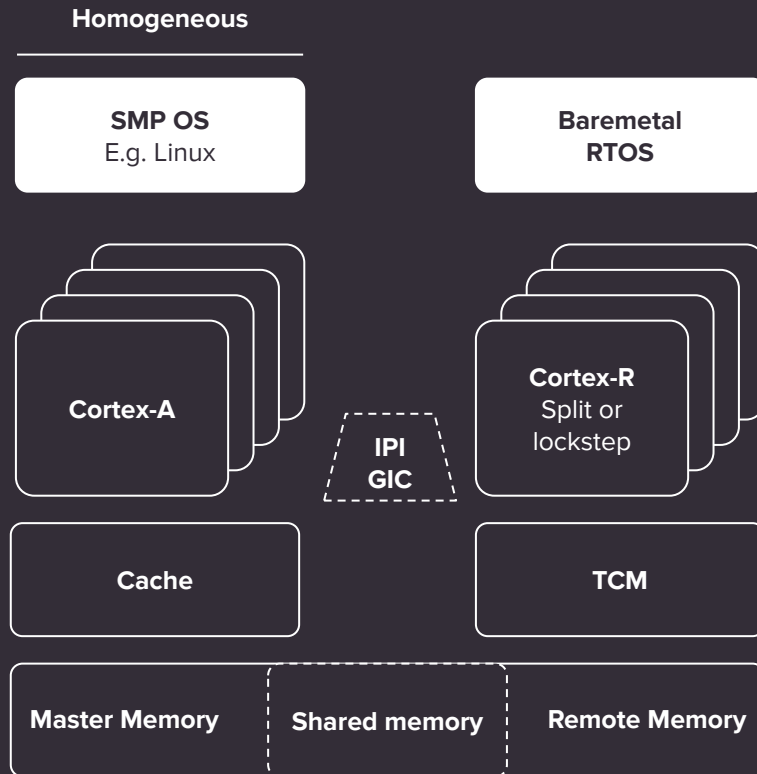 Homogeneous
SMP OS
E.g. Linux
Baremetal
RTOS
Cortex-A
Cortex-R
Split or
lockstep
IPI
GIC
Cache
TCM
Master Memory
Shared memory
Remote Memory